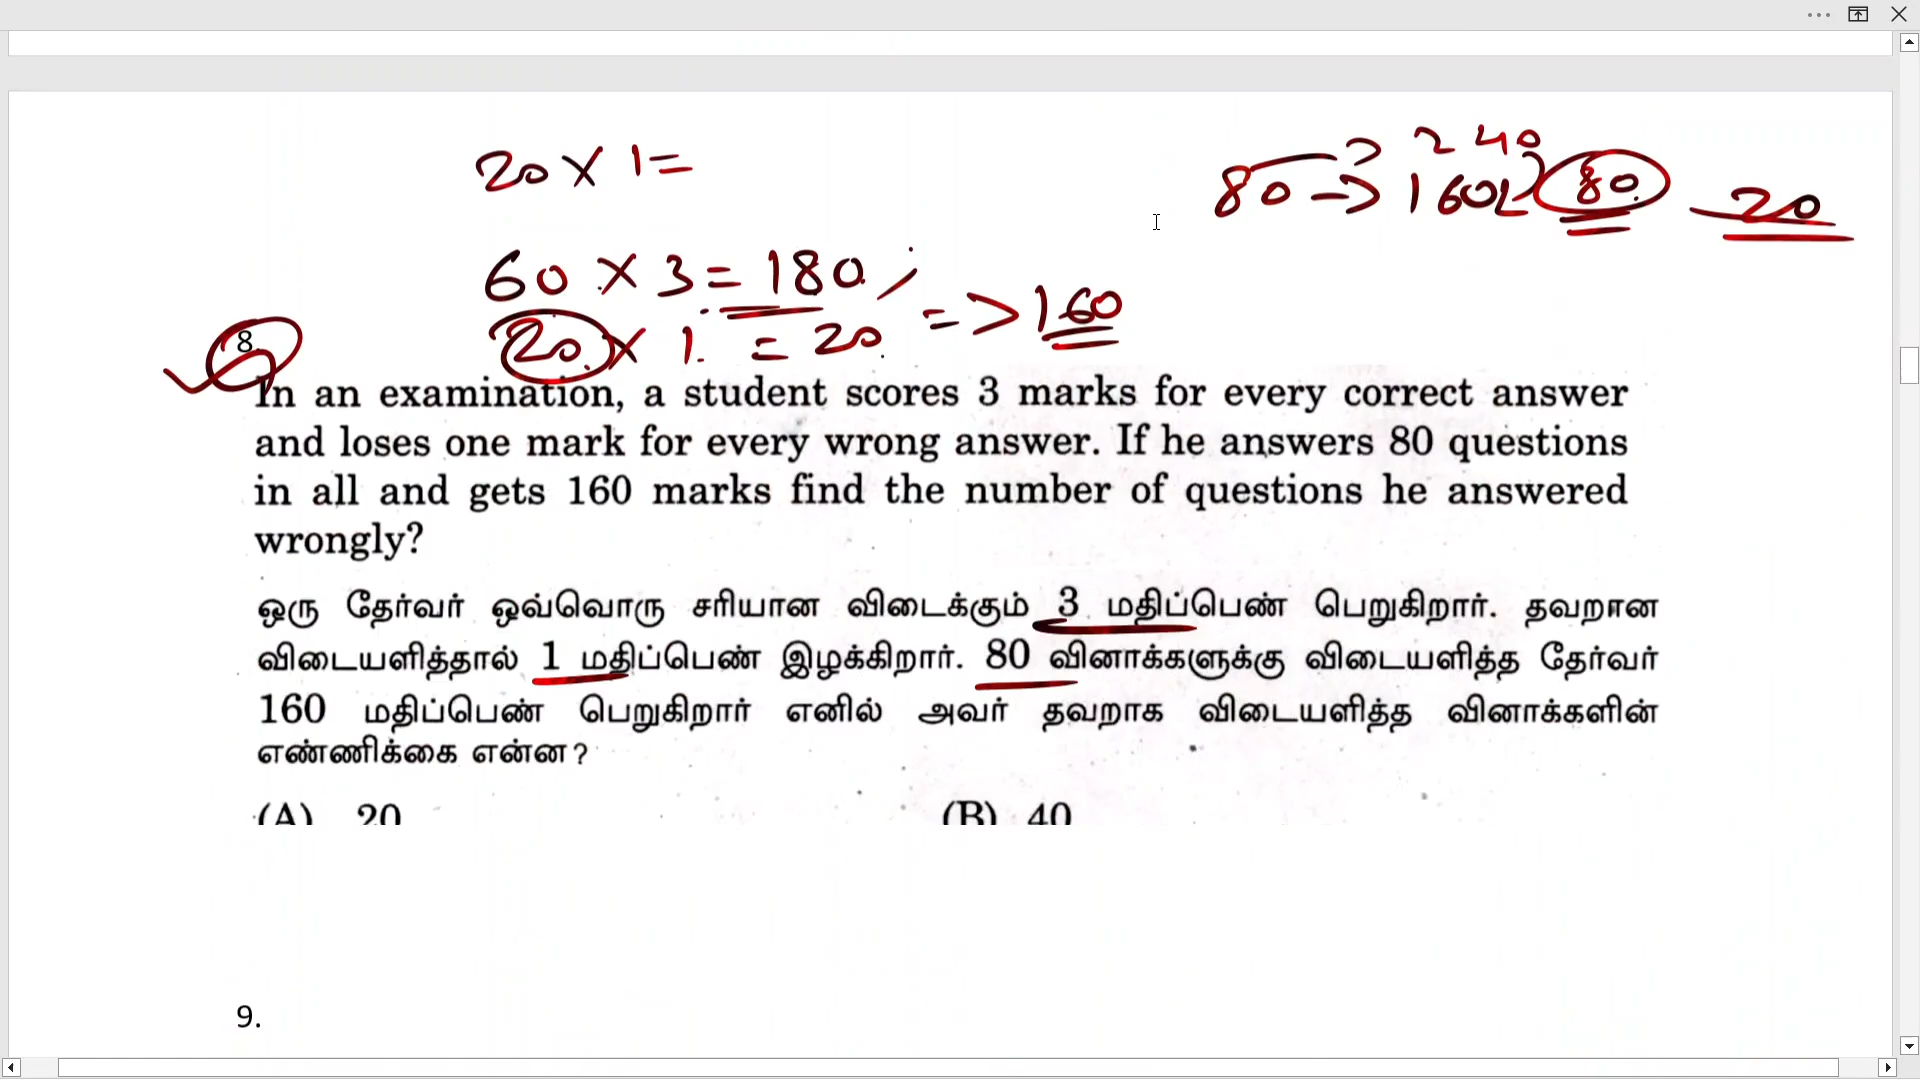 20 × 1 =
240
80 → 160 80 20
60 × 3 = 180
20 × 1 = 20 => 160
8
In an examination, a student scores 3 marks for every correct answer
and loses one mark for every wrong answer. If he answers 80 questions
in all and gets 160 marks find the number of questions he answered
wrongly?
ஒரு தேர்வர் ஒவ்வொரு சரியான விடைக்கும் 3 மதிப்பெண் பெறுகிறார். தவறான
விடையளித்தால் 1 மதிப்பெண் இழக்கிறார். 80 வினாக்களுக்கு விடையளித்த தேர்வர்
160 மதிப்பெண் பெறுகிறார் எனில் அவர் தவறாக விடையளித்த வினாக்களின்
எண்ணிக்கை என்ன?
(A) 20 (B) 40
9.